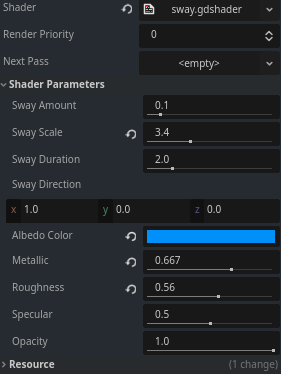 Shader sway.gdshader
Render Priority 0
Next Pass <empty>
Shader Parameters
Sway Amount 0.1
Sway Scale 3.4
Sway Duration 2.0
Sway Direction
x 1.0 y 0.0 z 0.0
Albedo Color
Metallic 0.667
Roughness 0.56
Specular 0.5
Opacity 1.0
Resource (1 change)